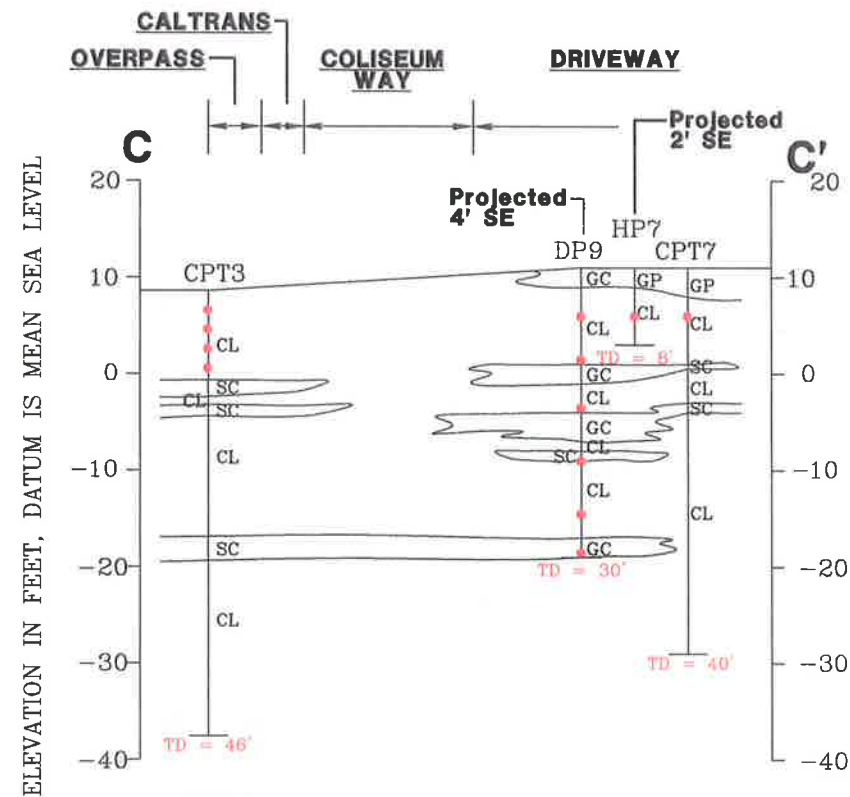 CALTRANS
OVERPASS
COLISEUM
WAY
DRIVEWAY
Projected
2' SE
C
C'
20
20
Projected
4' SE
HP7
DP9
CPT7
CPT3
10
10
GC
GP
GP
CL
CL
CL
CL
TD = 8'
SC
0
0
GC
SC
CL
CL
CL
SC
SC
GC
CL
CL
SC
-10
-10
CL
CL
SC
GC
-20
-20
TD = 30'
CL
-30
-30
TD = 40'
TD = 46'
-40
-40
ELEVATION IN FEET, DATUM IS MEAN SEA LEVEL